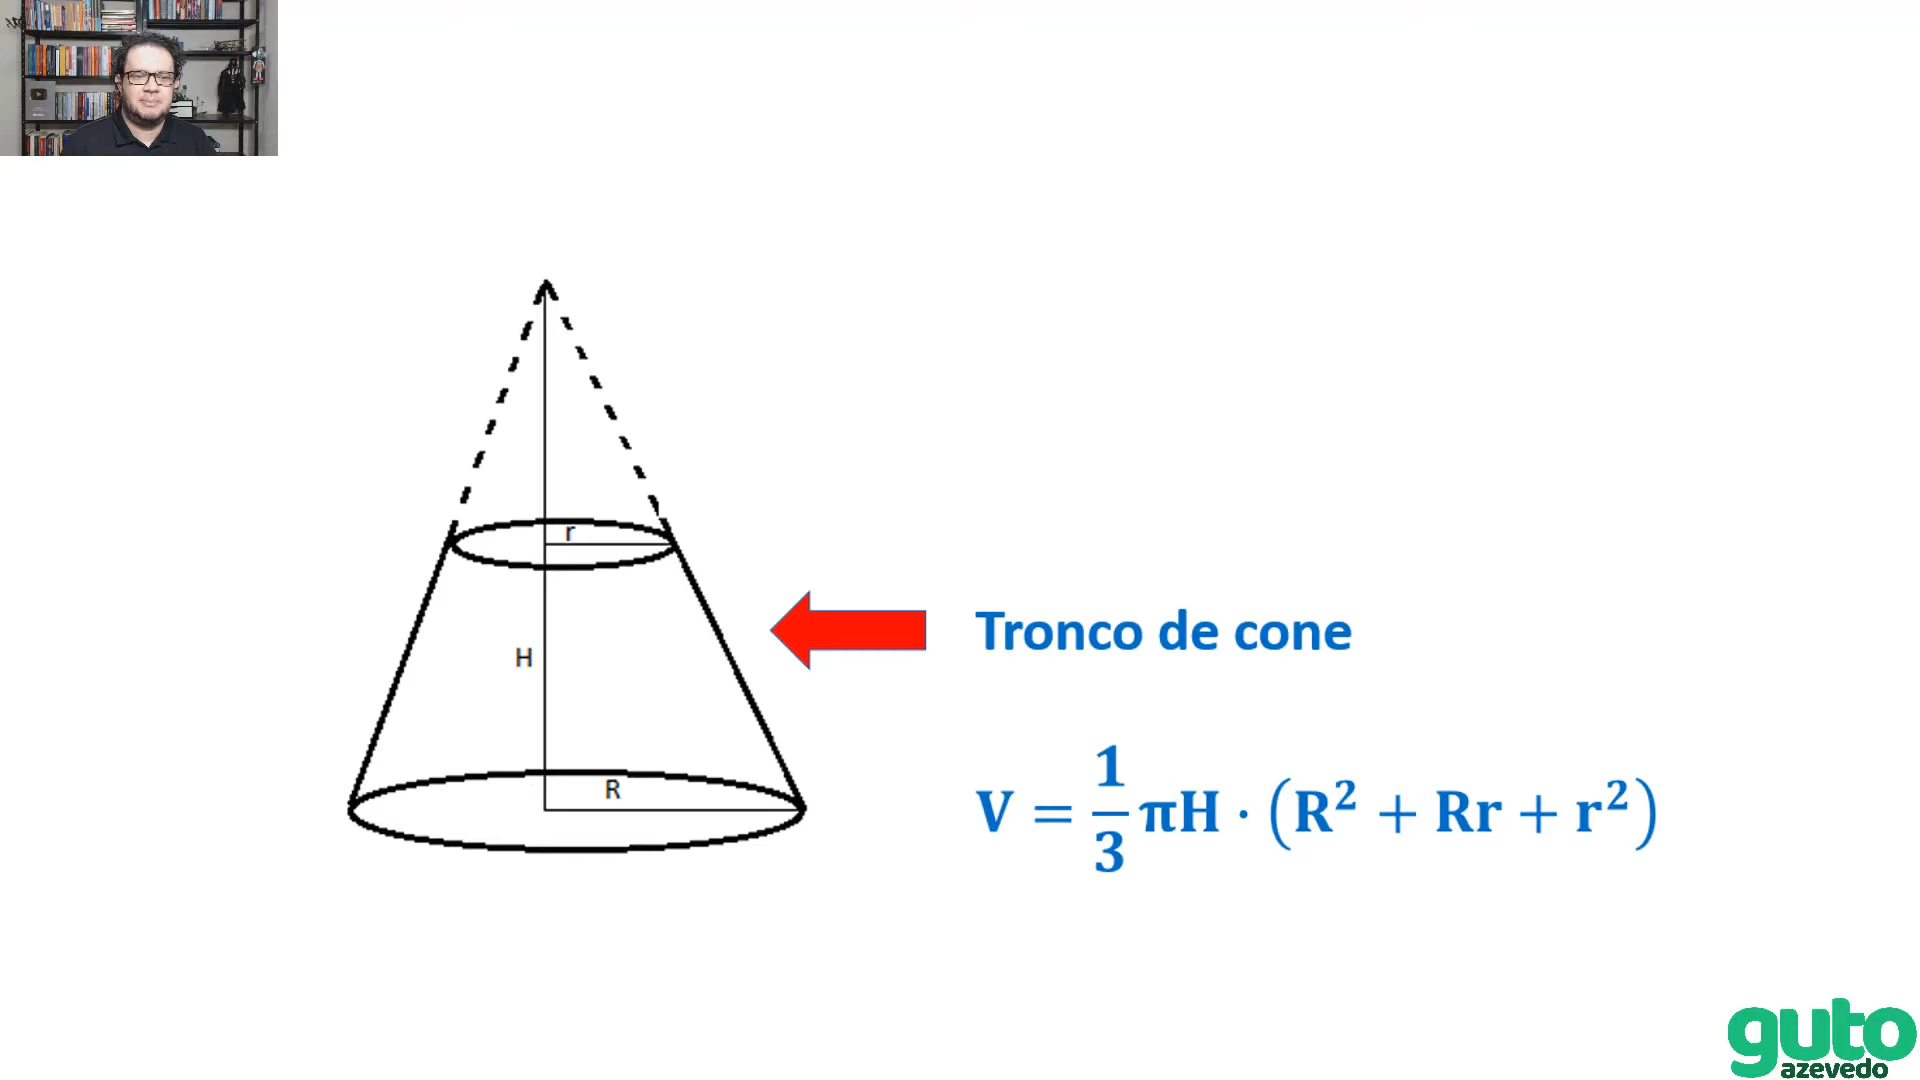 r
H
R
Tronco de cone
V = 1/3 πH · (R² + Rr + r²)
guto
azevedo